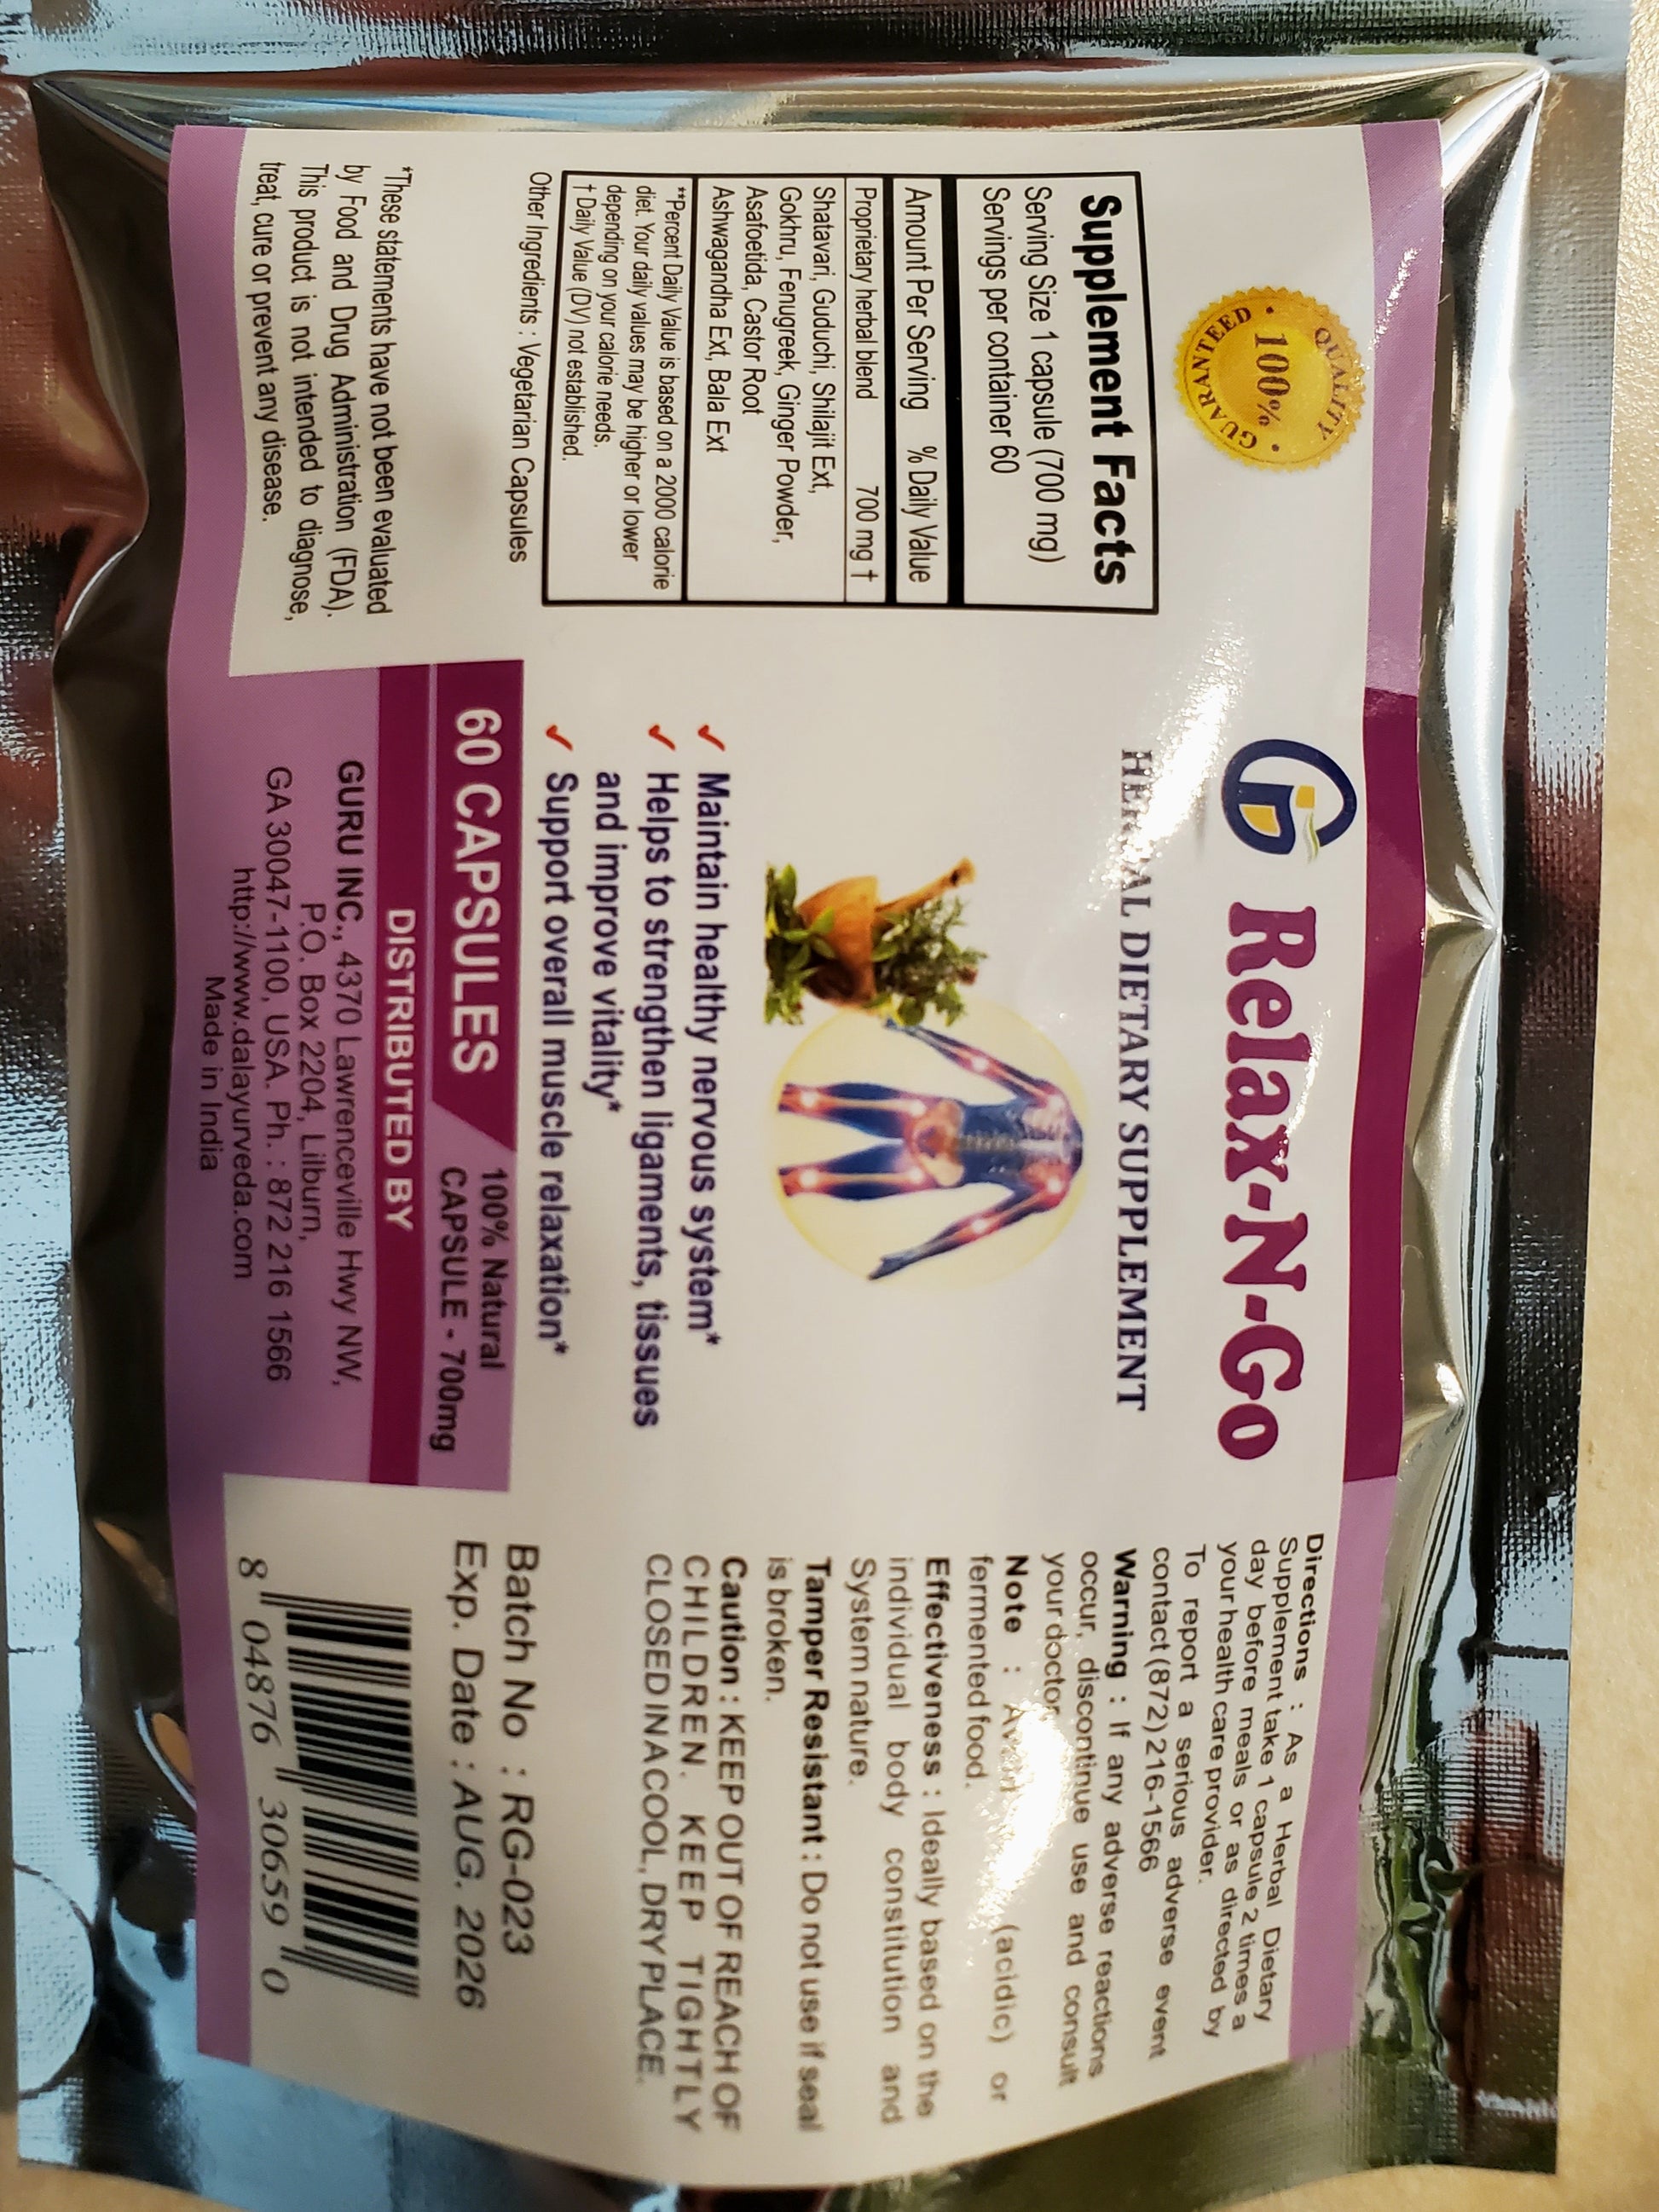 QUALITY
100%
GUARANTEED
Supplement Facts
Serving Size 1 capsule (700 mg)
Servings per container 60
Amount Per Serving % Daily Value
Proprietary herbal blend 700 mg †
Shatavari, Guduchi, Shilajit Ext,
Gokhru, Fenugreek, Ginger Powder,
Asafoetida, Castor Root
Ashwagandha Ext, Bala Ext
**Percent Daily Value is based on a 2000 calorie
diet. Your daily values may be higher or lower
depending on your calorie needs.
† Daily Value (DV) not established.
Other Ingredients : Vegetarian Capsules
*These statements have not been evaluated
by Food and Drug Administration (FDA).
This product is not intended to diagnose,
treat, cure or prevent any disease.
Relax-N-Go
HERBAL DIETARY SUPPLEMENT
✓ Maintain healthy nervous system*
✓ Helps to strengthen ligaments, tissues
and improve vitality*
✓ Support overall muscle relaxation*
60 CAPSULES
100% Natural
CAPSULE - 700mg
DISTRIBUTED BY
GURU INC., 4370 Lawrenceville Hwy NW,
P.O. Box 2204, Lilburn,
GA 30047-1100, USA. Ph. : 872 216 1566
http://www.dalayurveda.com
Made in India
Directions : As a Herbal Dietary
Supplement take 1 capsule 2 times a
day before meals or as directed by
your health care provider.
To report a serious adverse event
contact (872) 216-1566
Warning : If any adverse reactions
occur, discontinue use and consult
your doctor.
Note : (acidic) or
fermented food.
Effectiveness : Ideally based on the
individual body constitution and
System nature.
Tamper Resistant : Do not use if seal
is broken.
Caution : KEEP OUT OF REACH OF
CHILDREN. KEEP TIGHTLY
CLOSED IN A COOL, DRY PLACE.
Batch No : RG-023
Exp. Date : AUG. 2026
8 04876 30659 0